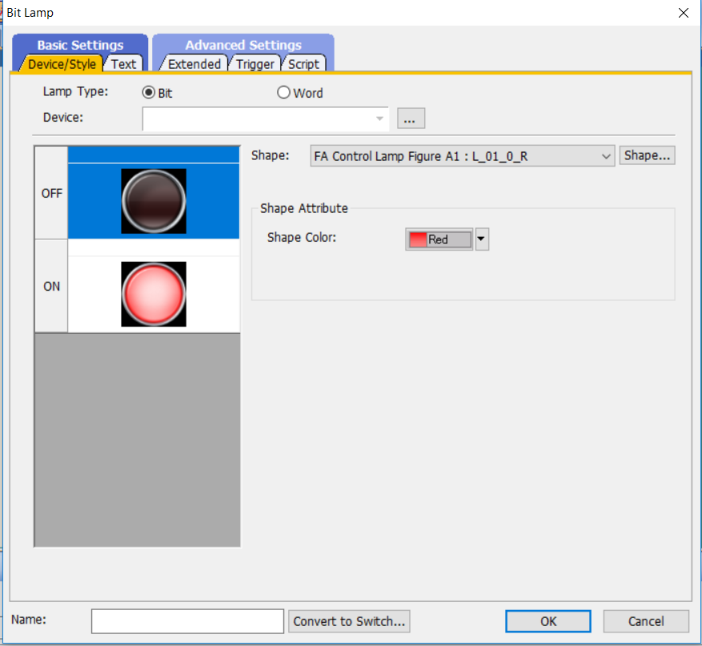 Bit Lamp
Basic Settings
Advanced Settings
Device/Style
Text
Extended
Trigger
Script
Lamp Type:
Bit
Word
Device:
...
OFF
ON
Shape:
FA Control Lamp Figure A1 : L_01_0_R
Shape...
Shape Attribute
Shape Color:
Red
Name:
Convert to Switch...
OK
Cancel